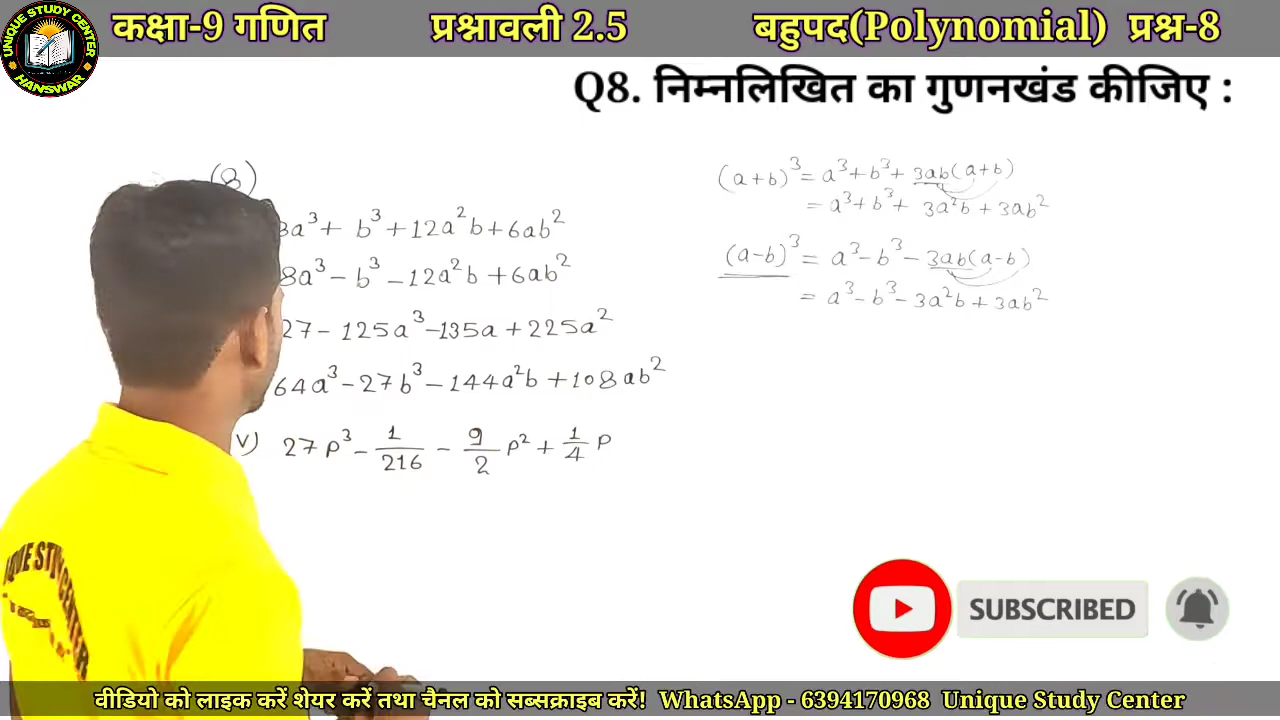 UNIQUE STUDY CENTER
HANSWAR
कक्षा-9 गणित प्रश्नावली 2.5 बहुपद(Polynomial) प्रश्न-8
Q8. निम्नलिखित का गुणनखंड कीजिए :
(8)
8a³ + b³ + 12a²b + 6ab²
8a³ - b³ - 12a²b + 6ab²
27 - 125a³ - 135a + 225a²
64a³ - 27b³ - 144a²b + 108ab²
V) 27p³ - 1/216 - 9/2 p² + 1/4 p
(a+b)³ = a³ + b³ + 3ab(a+b)
= a³ + b³ + 3a²b + 3ab²
(a-b)³ = a³ - b³ - 3ab(a-b)
= a³ - b³ - 3a²b + 3ab²
SUBSCRIBED
वीडियो को लाइक करें शेयर करें तथा चैनल को सब्सक्राइब करें! WhatsApp - 6394170968 Unique Study Center